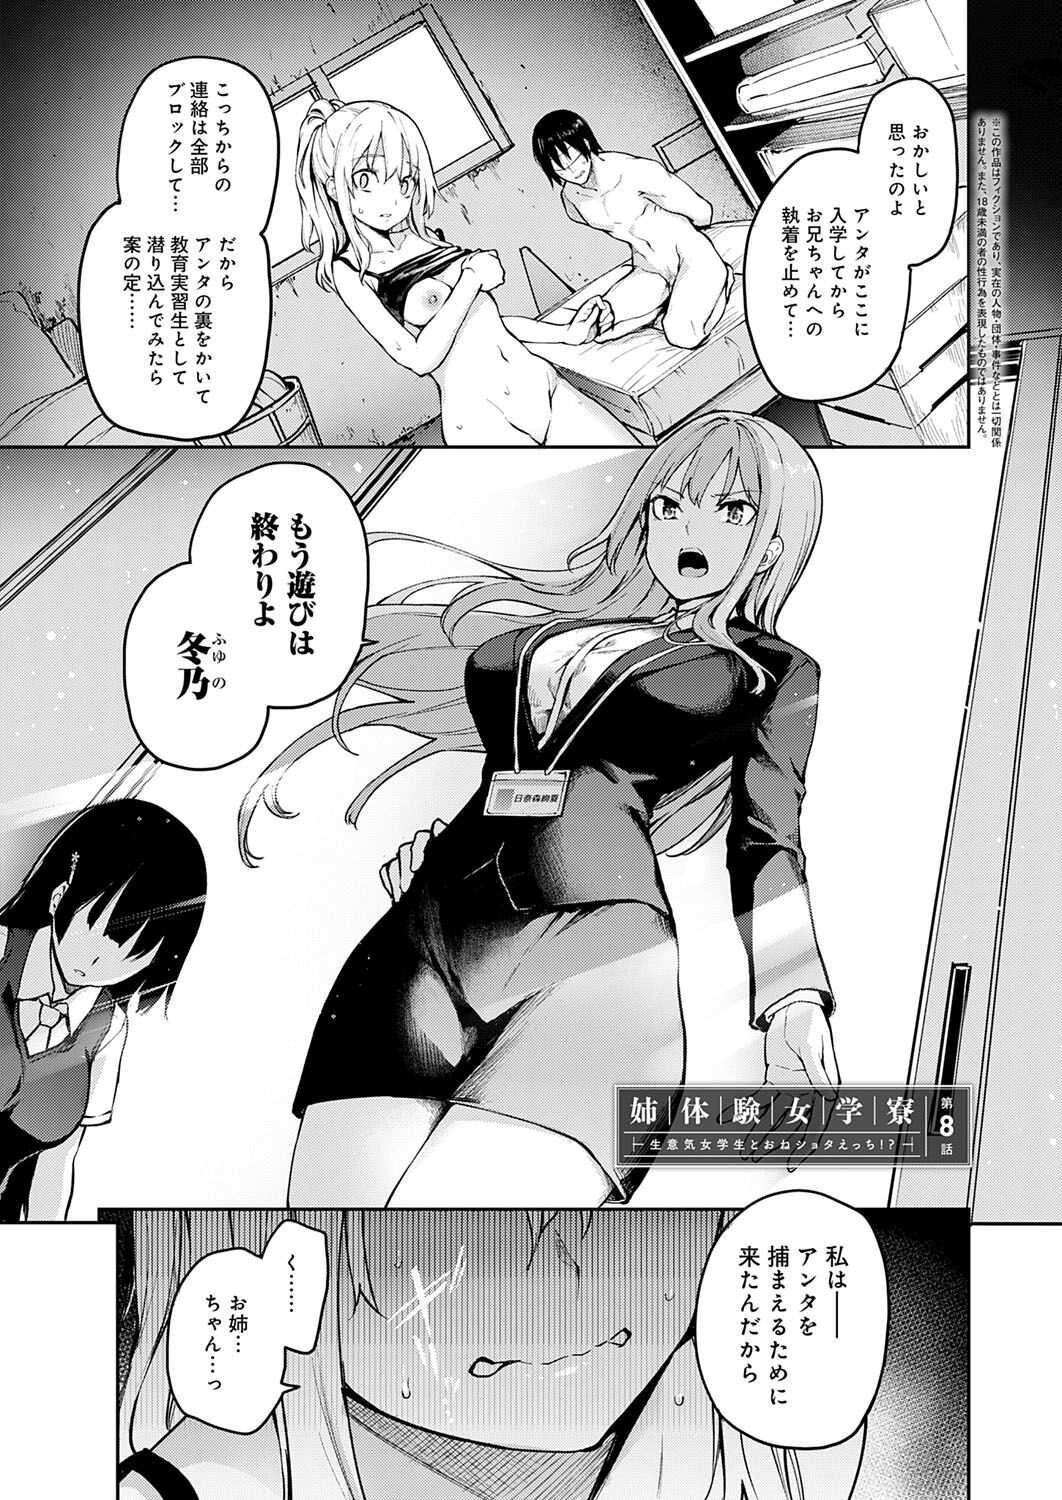 ※この作品はフィクションであり、実在の人物・団体・事件などとは一切関係
ありません。また、18歳未満の者の性行為を表現したものではありません。
おかしいと
思ったのよ
アンタがここに
入学してから
お兄ちゃんへの
執着を止めて…
こっちからの
連絡は全部
ブロックして…
だから
アンタの裏をかいて
教育実習生として
潜り込んでみたら
案の定……
もう遊びは
終わりよ
冬乃
ふゆの
日奈森絢夏
姉体験女学寮
第8話
生意気女学生とおねショタえっち!?
私は――
アンタを
捕まえるために
来たんだから
く……
お姉…
ちゃん…っ